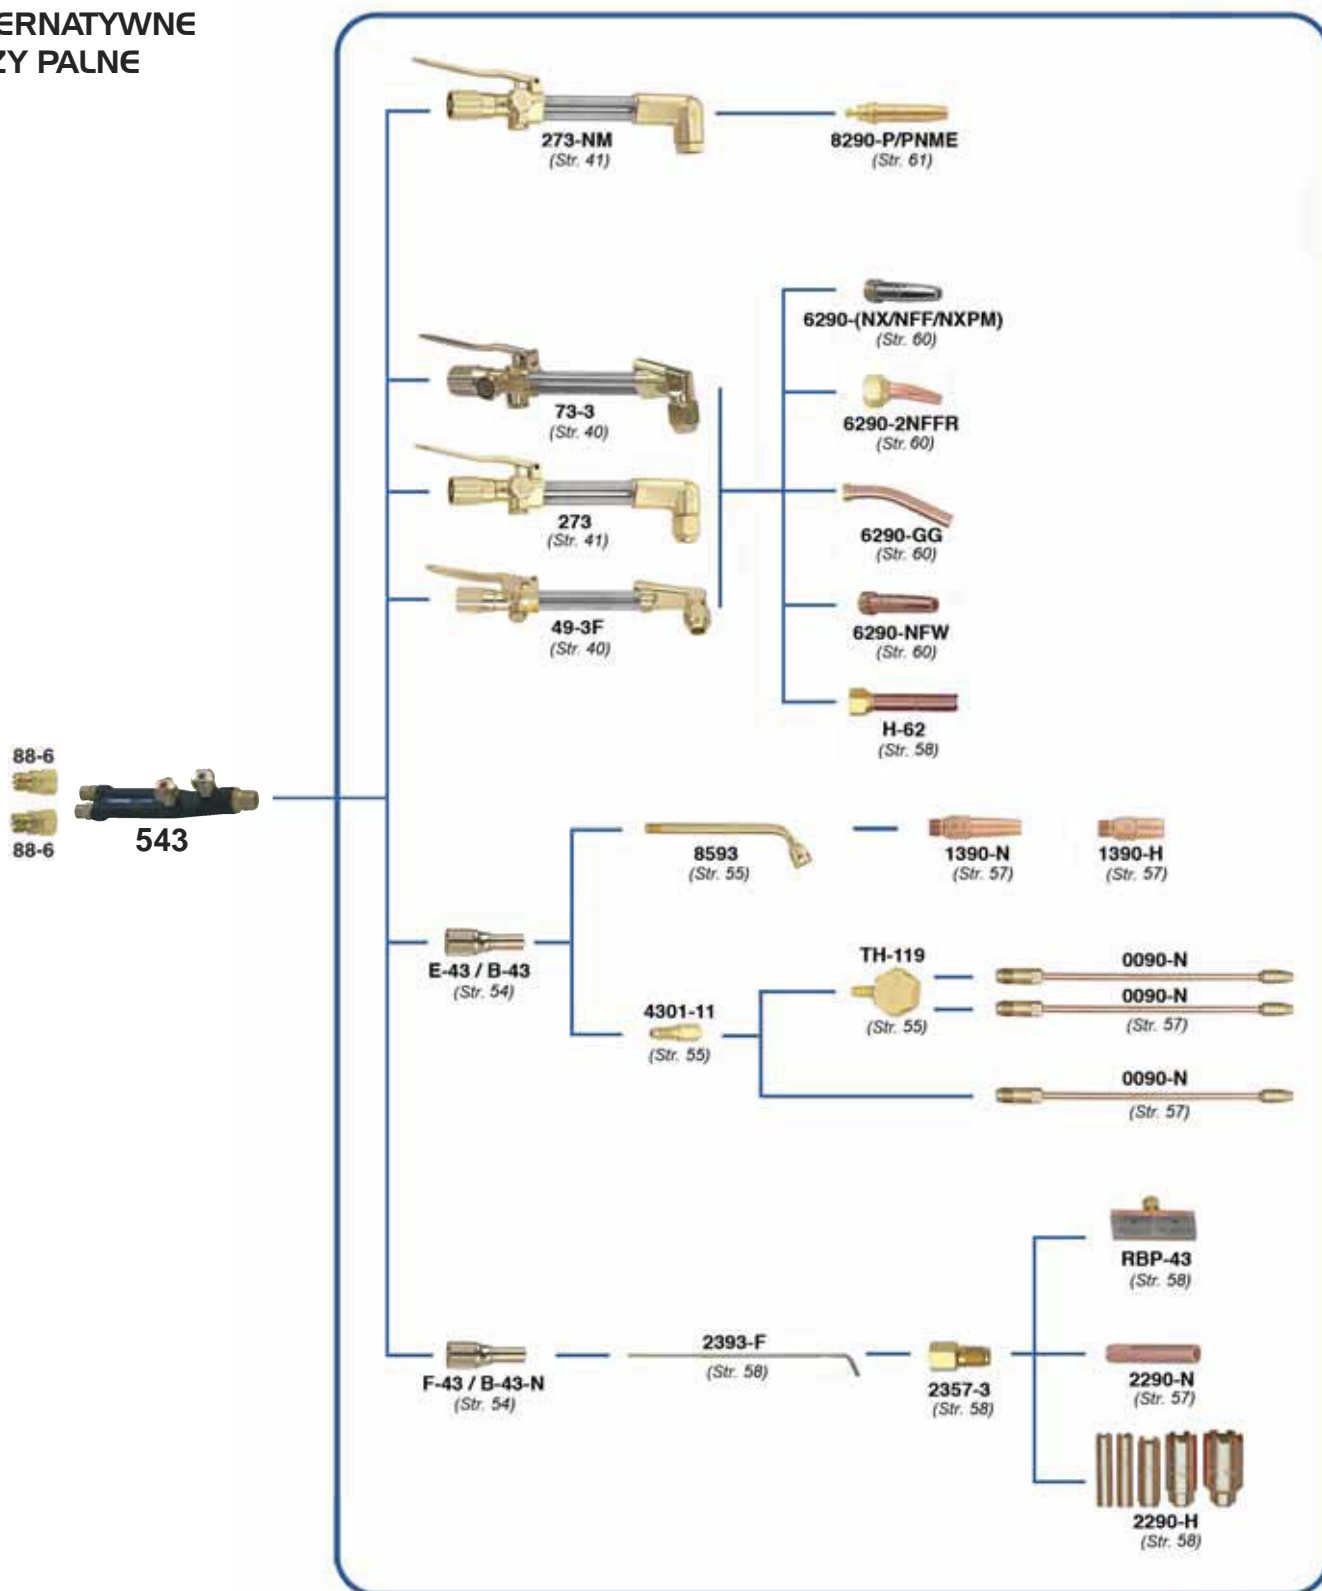 ERNATYWNE
ZY PALNE
273-NM
(Str. 41)
8290-P/PNME
(Str. 61)
6290-(NX/NFF/NXPM)
(Str. 60)
73-3
(Str. 40)
6290-2NFFR
(Str. 60)
273
(Str. 41)
6290-GG
(Str. 60)
49-3F
(Str. 40)
6290-NFW
(Str. 60)
H-62
(Str. 58)
88-6
88-6
543
8593
(Str. 55)
1390-N
(Str. 57)
1390-H
(Str. 57)
E-43 / B-43
(Str. 54)
4301-11
(Str. 55)
TH-119
(Str. 55)
0090-N
0090-N
(Str. 57)
0090-N
(Str. 57)
RBP-43
(Str. 58)
F-43 / B-43-N
(Str. 54)
2393-F
(Str. 58)
2357-3
(Str. 58)
2290-N
(Str. 57)
2290-H
(Str. 58)